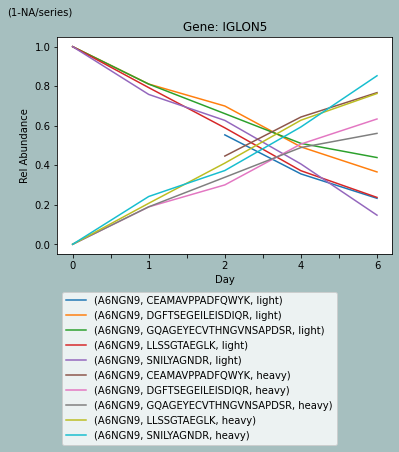 (1-NA/series)
Gene: IGLON5
Rel Abundance
1.0
0.8
0.6
0.4
0.2
0.0
0 1 2 4 6
Day
(A6NGN9, CEAMAVPPADFQWYK, light)
(A6NGN9, DGFTSEGEILEISDIQR, light)
(A6NGN9, GQAGEYECVTHNGVNSAPDSR, light)
(A6NGN9, LLSSGTAEGLK, light)
(A6NGN9, SNILYAGNDR, light)
(A6NGN9, CEAMAVPPADFQWYK, heavy)
(A6NGN9, DGFTSEGEILEISDIQR, heavy)
(A6NGN9, GQAGEYECVTHNGVNSAPDSR, heavy)
(A6NGN9, LLSSGTAEGLK, heavy)
(A6NGN9, SNILYAGNDR, heavy)